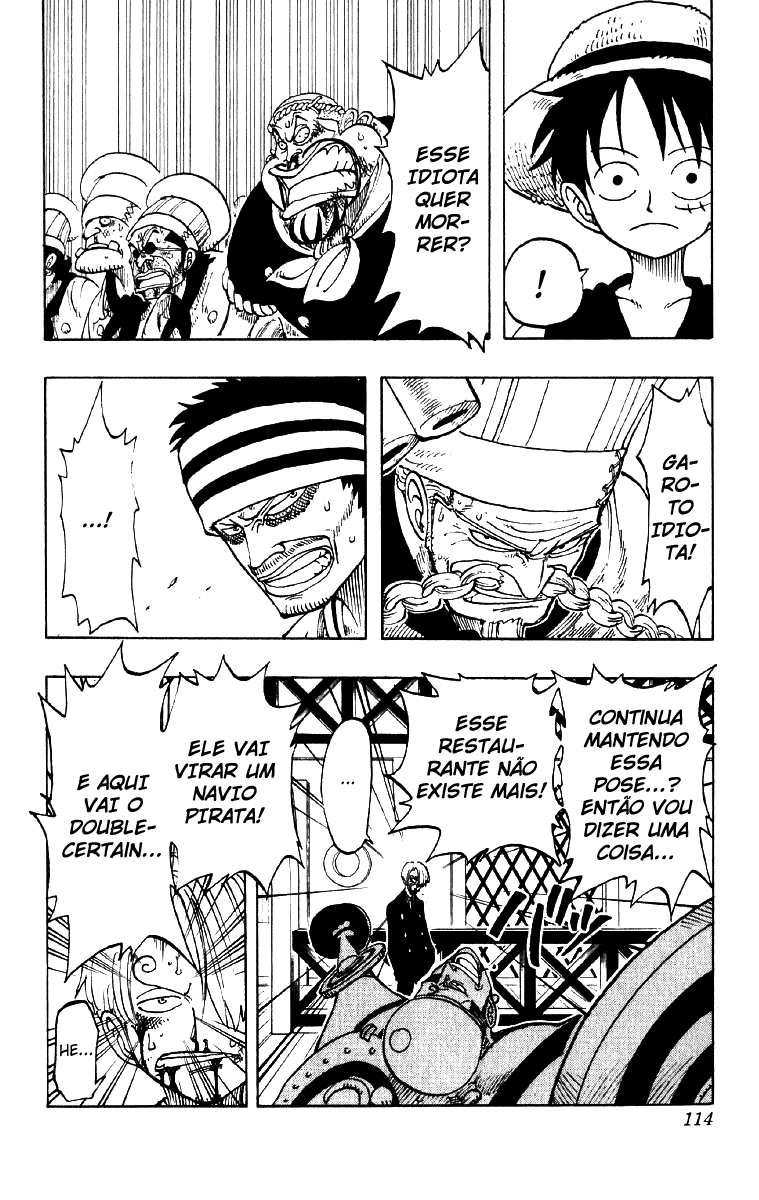 !
ESSE
IDIOTA
QUER
MOR-
RER?
GA-
RO-
TO
IDIO-
TA!
...!
CONTINUA
MANTENDO
ESSA
POSE...?
ENTÃO VOU
DIZER UMA
COISA...
ESSE
RESTAU-
RANTE NÃO
EXISTE MAIS!
...
ELE VAI
VIRAR UM
NAVIO
PIRATA!
E AQUI
VAI O
DOUBLE-
CERTAIN...
HE...
114